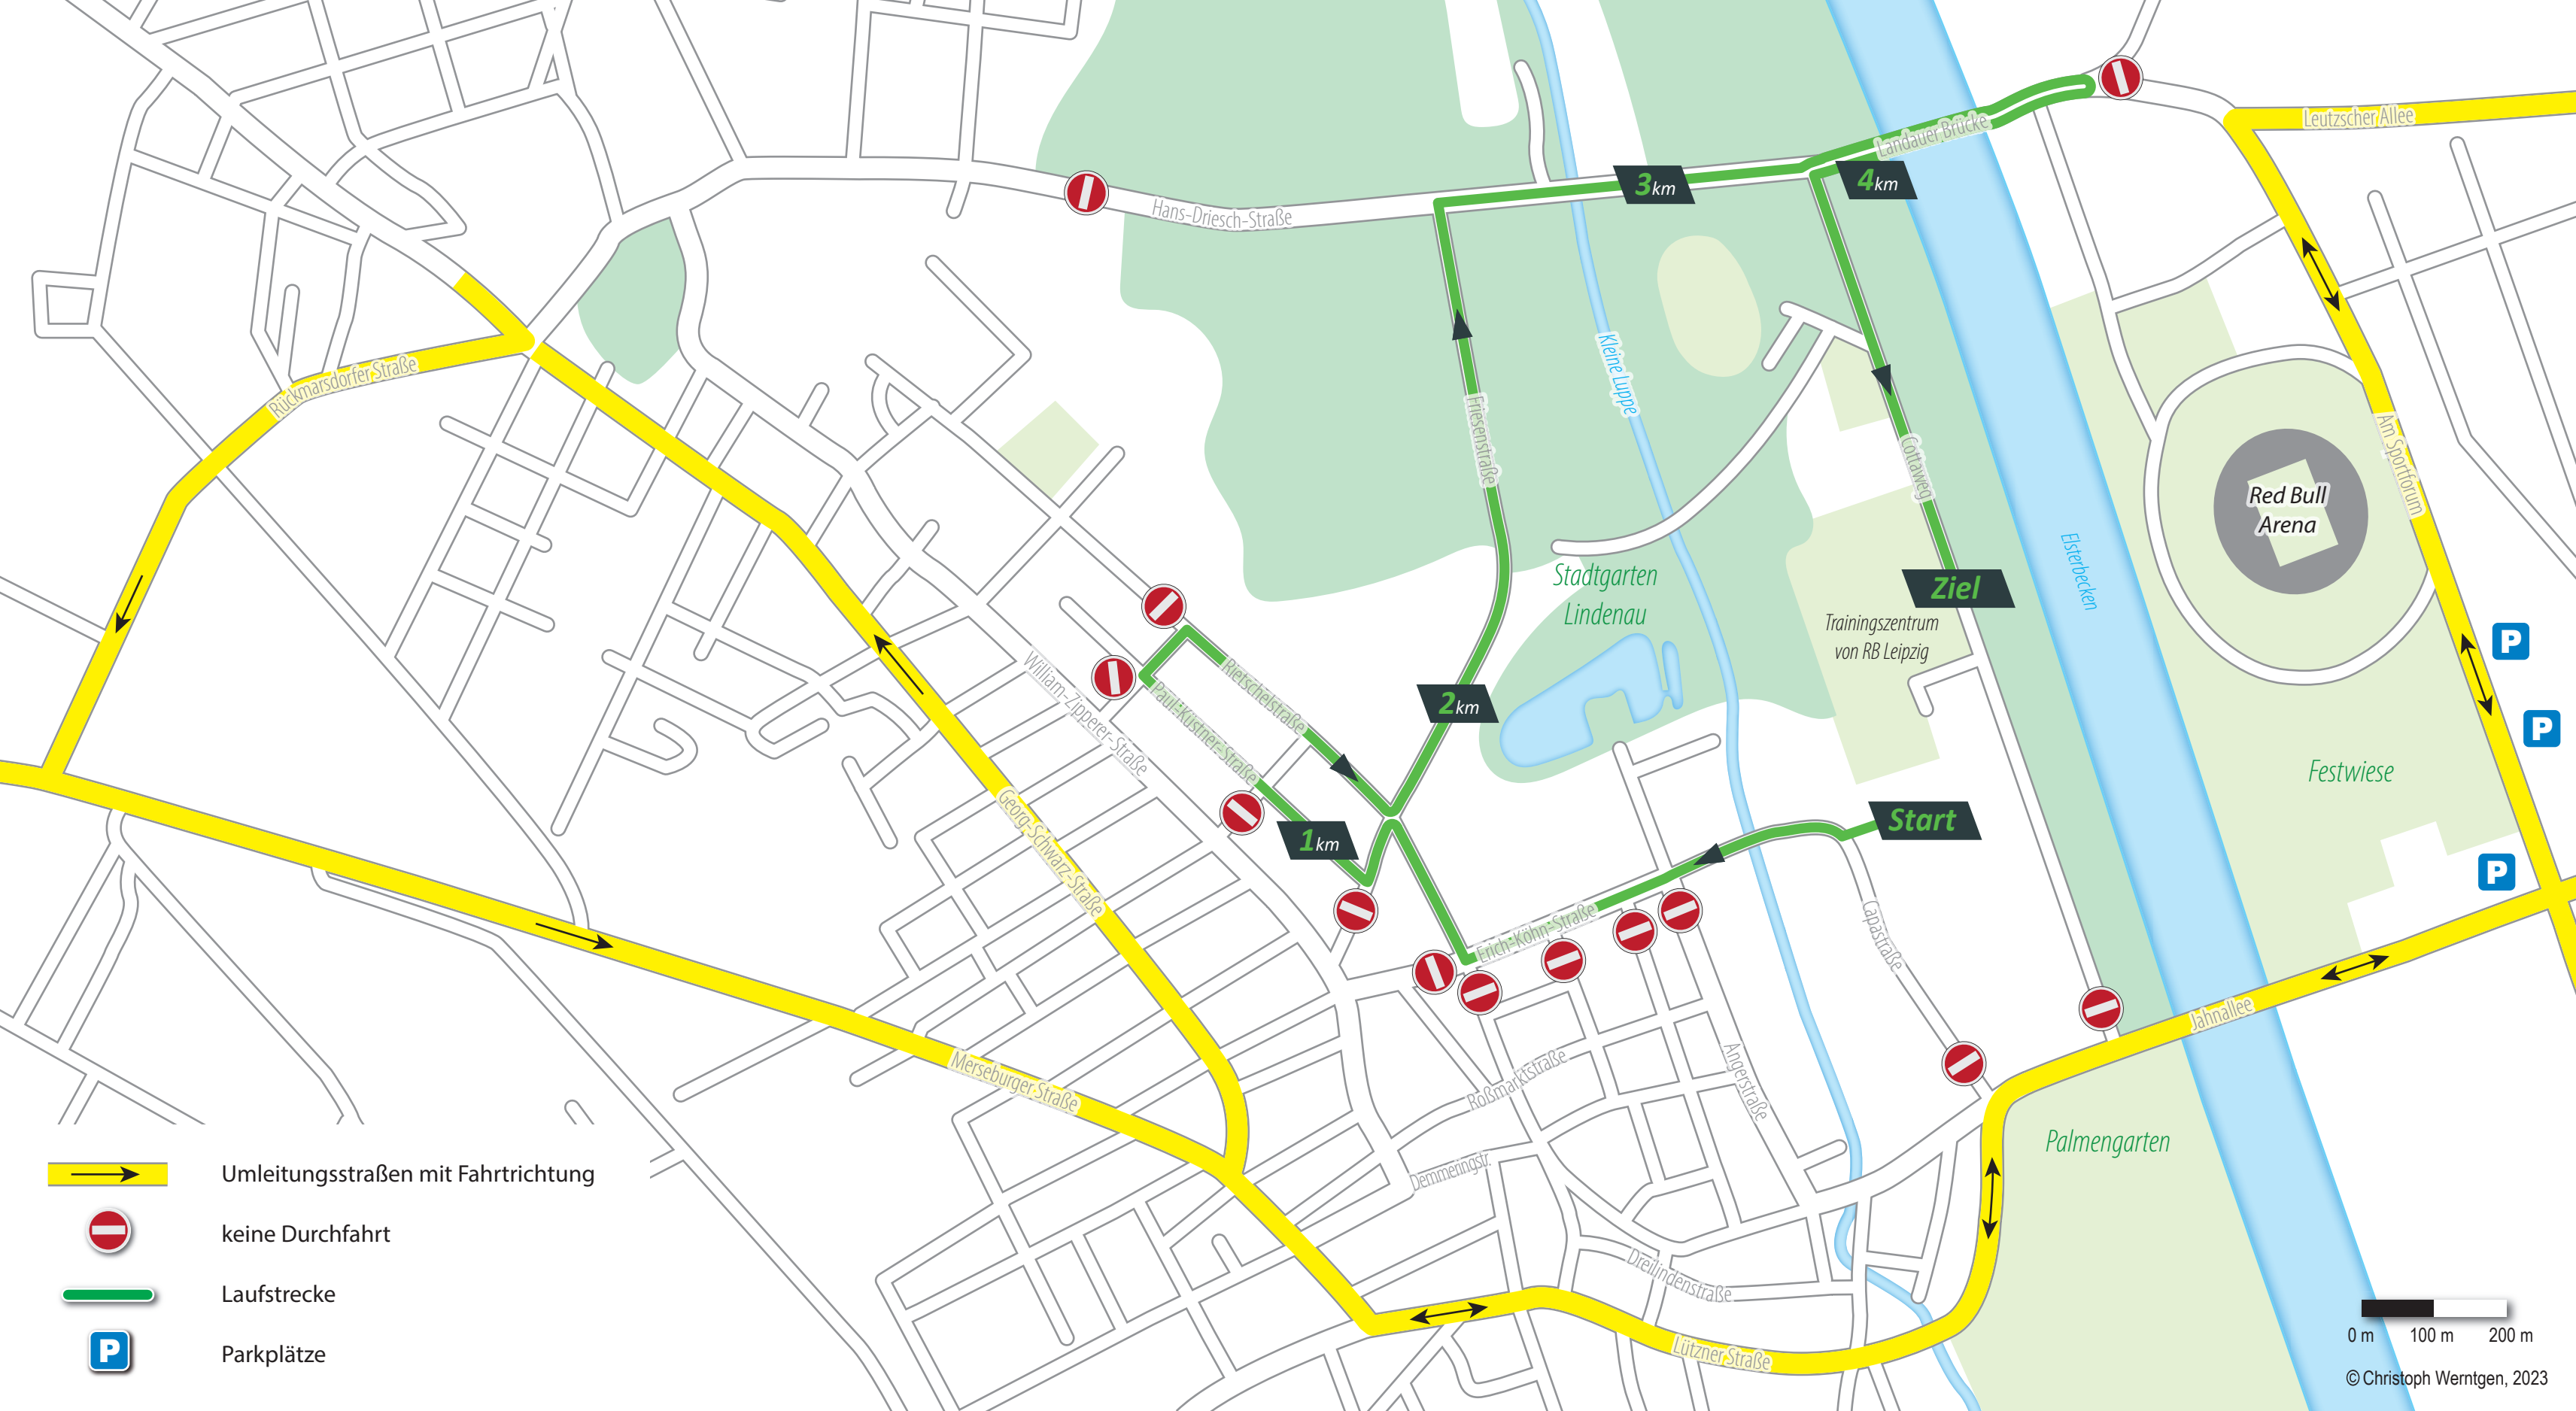 Leutzscher Allee
Landauer Brücke
3km
4km
Hans-Driesch-Straße
Kleine Luppe
Rückmarsdorfer Straße
Friesenstraße
Cottaweg
Am Sportforum
Red Bull
Arena
Elsterbecken
Stadtgarten
Lindenau
Ziel
Trainingszentrum
von RB Leipzig
William-Zipperer-Straße
Rietschelstraße
Paul-Küstner-Straße
2km
Festwiese
Georg-Schwarz-Straße
1km
Start
Erich-Köhn-Straße
Capastraße
Jahnallee
Merseburger Straße
Roßmarktstraße
Angerstraße
Demmeringstr.
Palmengarten
Dreilindenstraße
Lützner Straße
P
P
P
Umleitungsstraßen mit Fahrtrichtung
keine Durchfahrt
Laufstrecke
P Parkplätze
0 m 100 m 200 m
© Christoph Werntgen, 2023